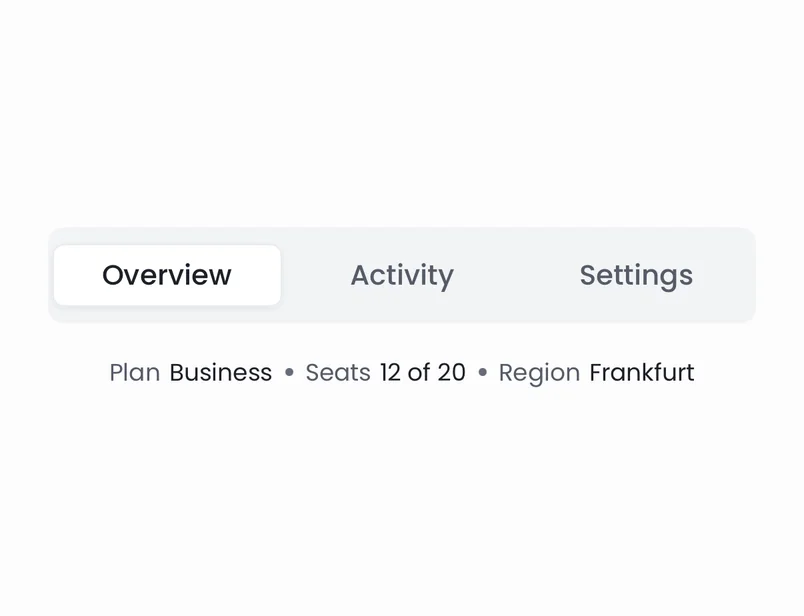 Overview Activity Settings
Plan Business • Seats 12 of 20 • Region Frankfurt